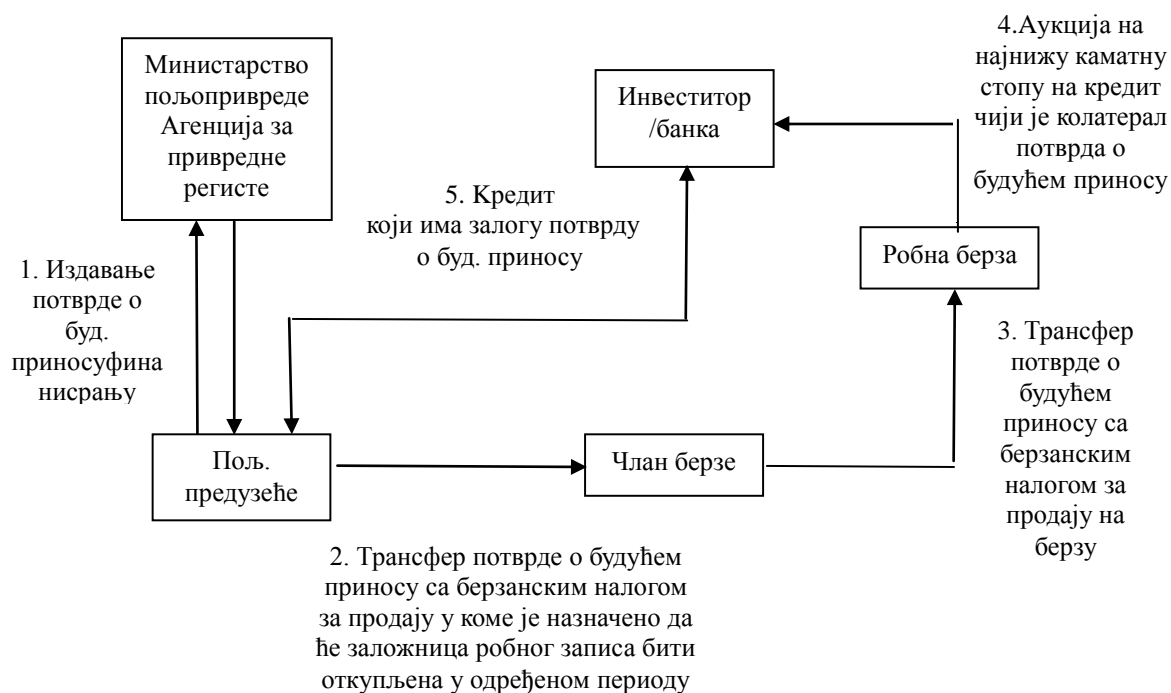 Министарство
пољопривреде
Агенција за
привредне
регисте
Инвеститор
/банка
4.Аукција на
најнижу каматну
стопу на кредит
чији је колатерал
потврда о
будућем приносу
5. Кредит
који има залогу потврду
о буд. приносу
Робна берза
1. Издавање
потврде о
буд.
приносуфина
нисрању
3. Трансфер
потврде о
будућем
приносу са
берзанским
налогом за
продају на
берзу
Пољ.
предузеће
Члан берзе
2. Трансфер потврде о будућем
приносу са берзанским налогом
за продају у коме је назначено да
ће заложница робног записа бити
откупљена у одређеном периоду